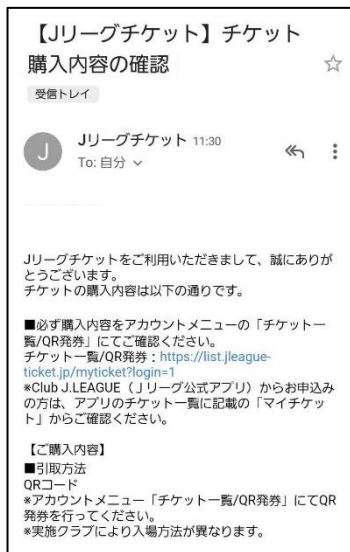 【Jリーグチケット】チケット
購入内容の確認
受信トレイ
J
Jリーグチケット 11:30
To: 自分
Jリーグチケットをご利用いただきまして、誠にありが
とうございます。
チケットの購入内容は以下の通りです。
■必ず購入内容をアカウントメニューの「チケット一
覧/QR発券」にてご確認ください。
チケット一覧/QR発券：https://list.jleague-
ticket.jp/myticket?login=1
※Club J.LEAGUE（Ｊリーグ公式アプリ）からお申込み
の方は、アプリのチケット一覧に記載の「マイチケッ
ト」からご確認ください。
【ご購入内容】
■引取方法
QRコード
※アカウントメニュー「チケット一覧/QR発券」にてQR
発券を行ってください。
※実施クラブにより入場方法が異なります。